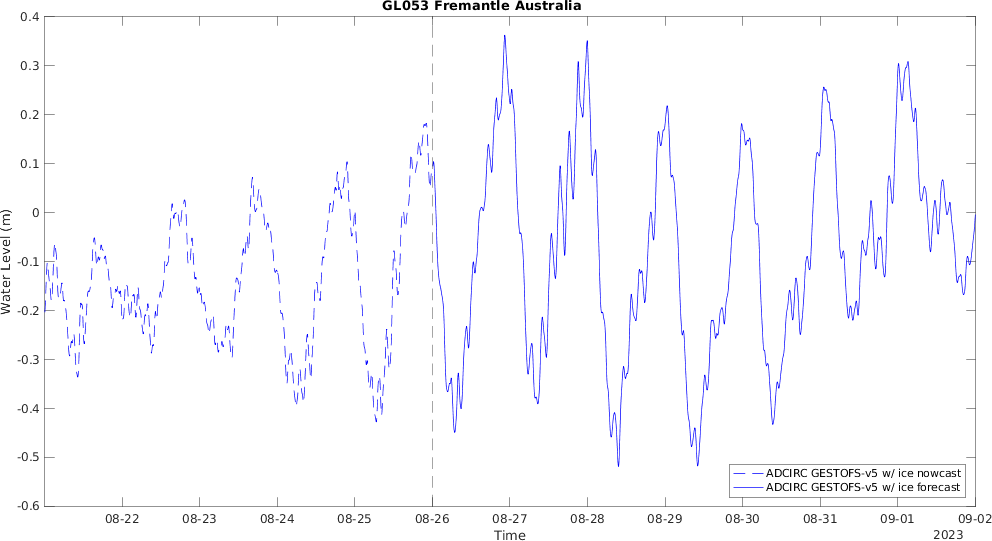 GL053 Fremantle Australia
0.4
0.3
0.2
0.1
0
-0.1
-0.2
-0.3
-0.4
-0.5
-0.6
Water Level (m)
ADCIRC GESTOFS-v5 w/ ice nowcast
ADCIRC GESTOFS-v5 w/ ice forecast
08-22 08-23 08-24 08-25 08-26 08-27 08-28 08-29 08-30 08-31 09-01 09-02
Time
2023